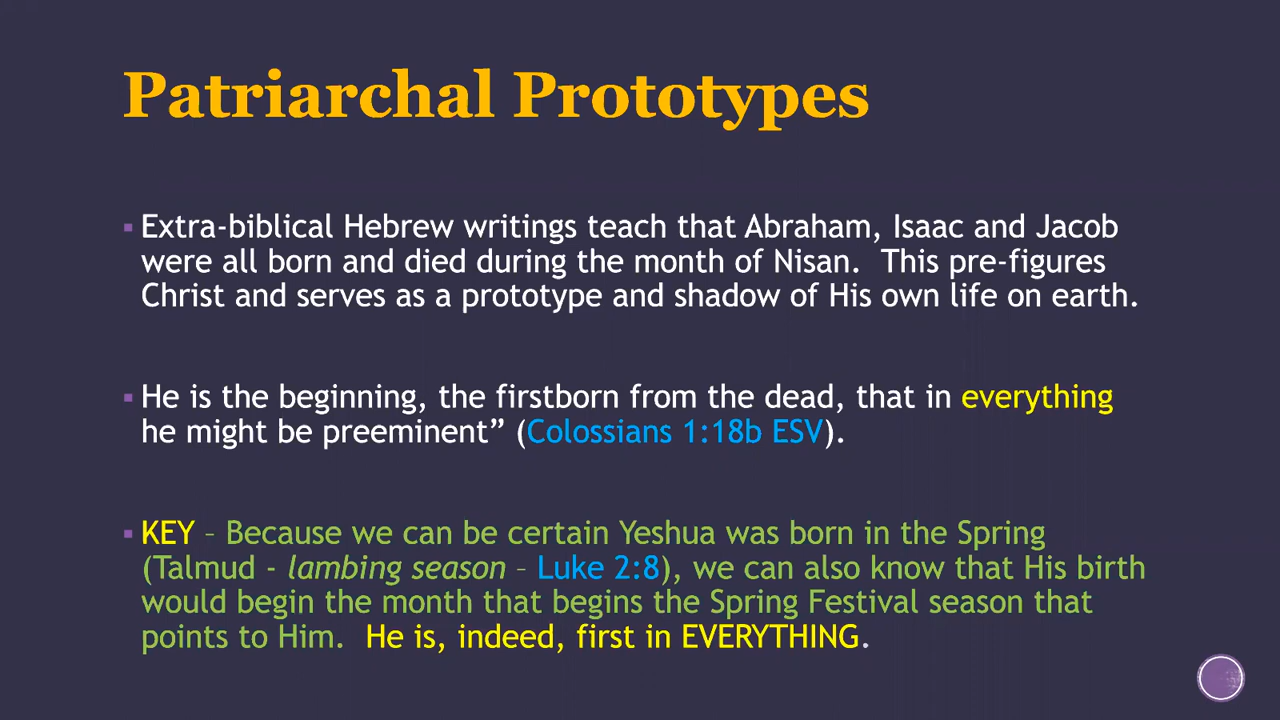 Patriarchal Prototypes
▪ Extra-biblical Hebrew writings teach that Abraham, Isaac and Jacob
were all born and died during the month of Nisan.  This pre-figures
Christ and serves as a prototype and shadow of His own life on earth.
▪ He is the beginning, the firstborn from the dead, that in everything
he might be preeminent” (Colossians 1:18b ESV).
▪ KEY – Because we can be certain Yeshua was born in the Spring
(Talmud - lambing season – Luke 2:8), we can also know that His birth
would begin the month that begins the Spring Festival season that
points to Him.  He is, indeed, first in EVERYTHING.